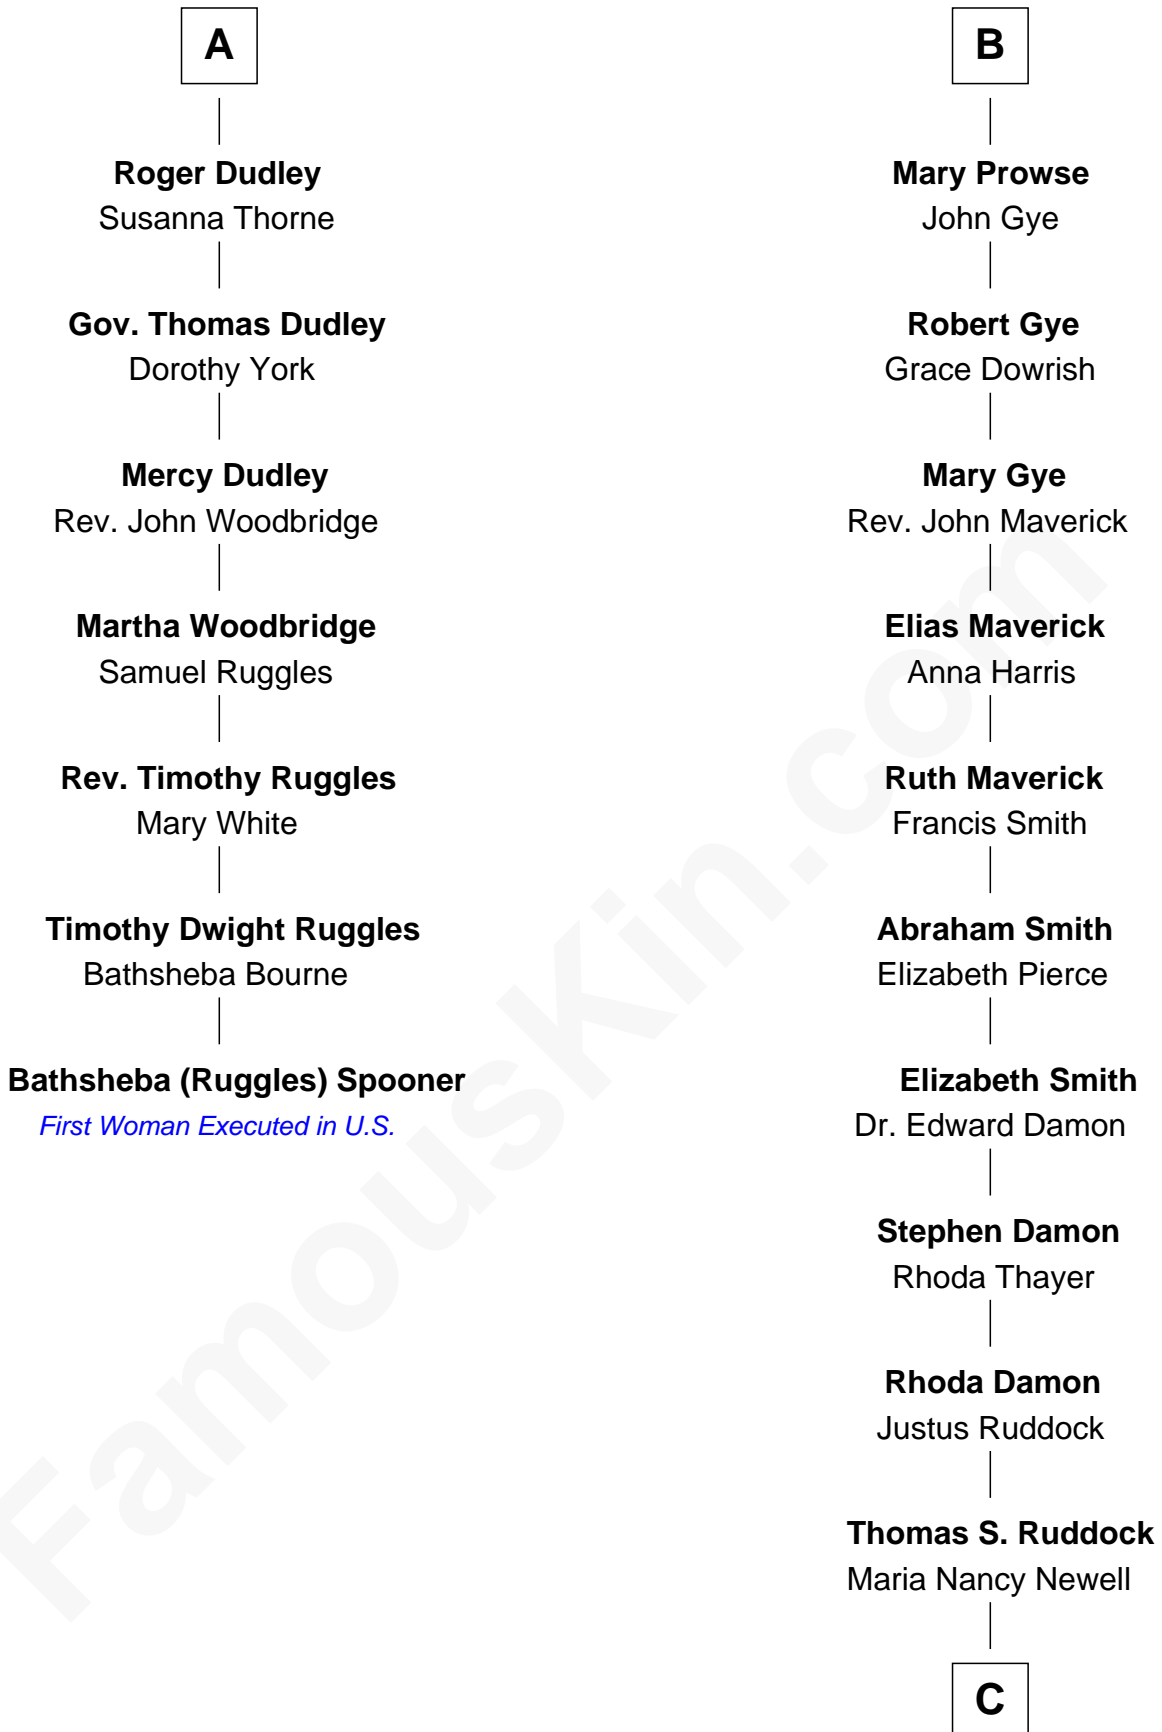 A
Roger Dudley
Susanna Thorne
Gov. Thomas Dudley
Dorothy York
Mercy Dudley
Rev. John Woodbridge
Martha Woodbridge
Samuel Ruggles
Rev. Timothy Ruggles
Mary White
Timothy Dwight Ruggles
Bathsheba Bourne
Bathsheba (Ruggles) Spooner
First Woman Executed in U.S.
B
Mary Prowse
John Gye
Robert Gye
Grace Dowrish
Mary Gye
Rev. John Maverick
Elias Maverick
Anna Harris
Ruth Maverick
Francis Smith
Abraham Smith
Elizabeth Pierce
Elizabeth Smith
Dr. Edward Damon
Stephen Damon
Rhoda Thayer
Rhoda Damon
Justus Ruddock
Thomas S. Ruddock
Maria Nancy Newell
C
FamousKin.com